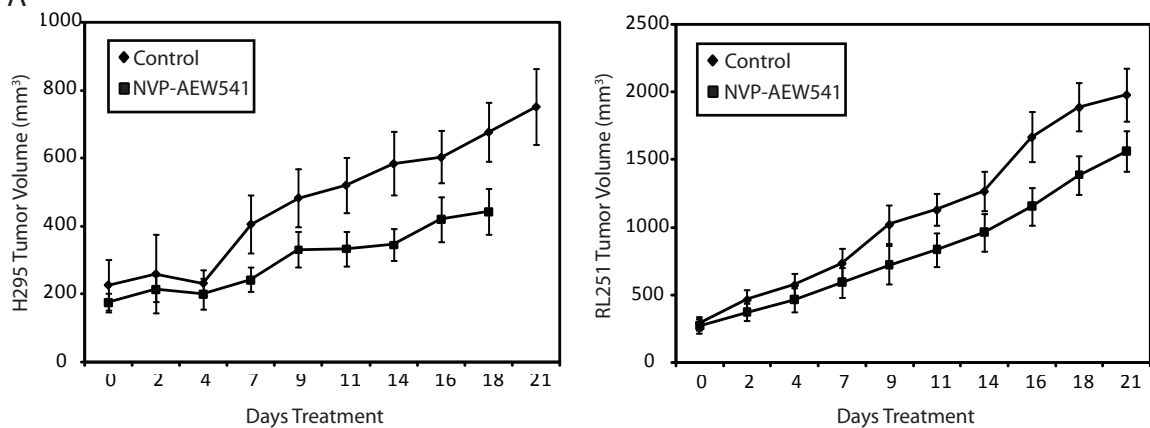 A
1000
800
600
400
200
0
H295 Tumor Volume (mm³)
Control
NVP-AEW541
0 2 4 7 9 11 14 16 18 21
Days Treatment
2500
2000
1500
1000
500
0
RL251 Tumor Volume (mm³)
Control
NVP-AEW541
0 2 4 7 9 11 14 16 18 21
Days Treatment